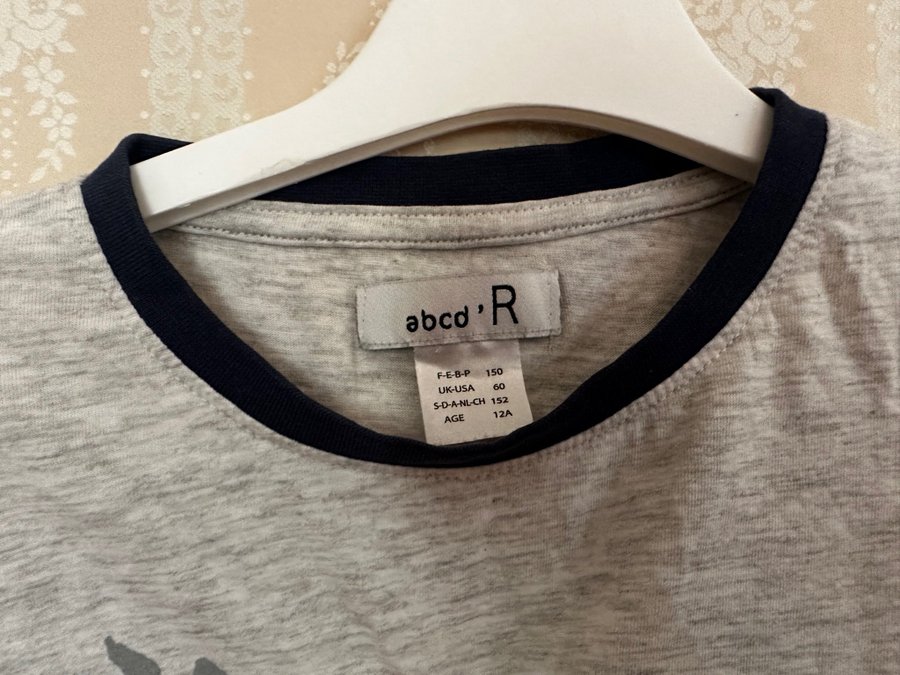 abcd'R
F-E-B-P 150
UK-USA 60
S-D-A-NL-CH 152
AGE 12A